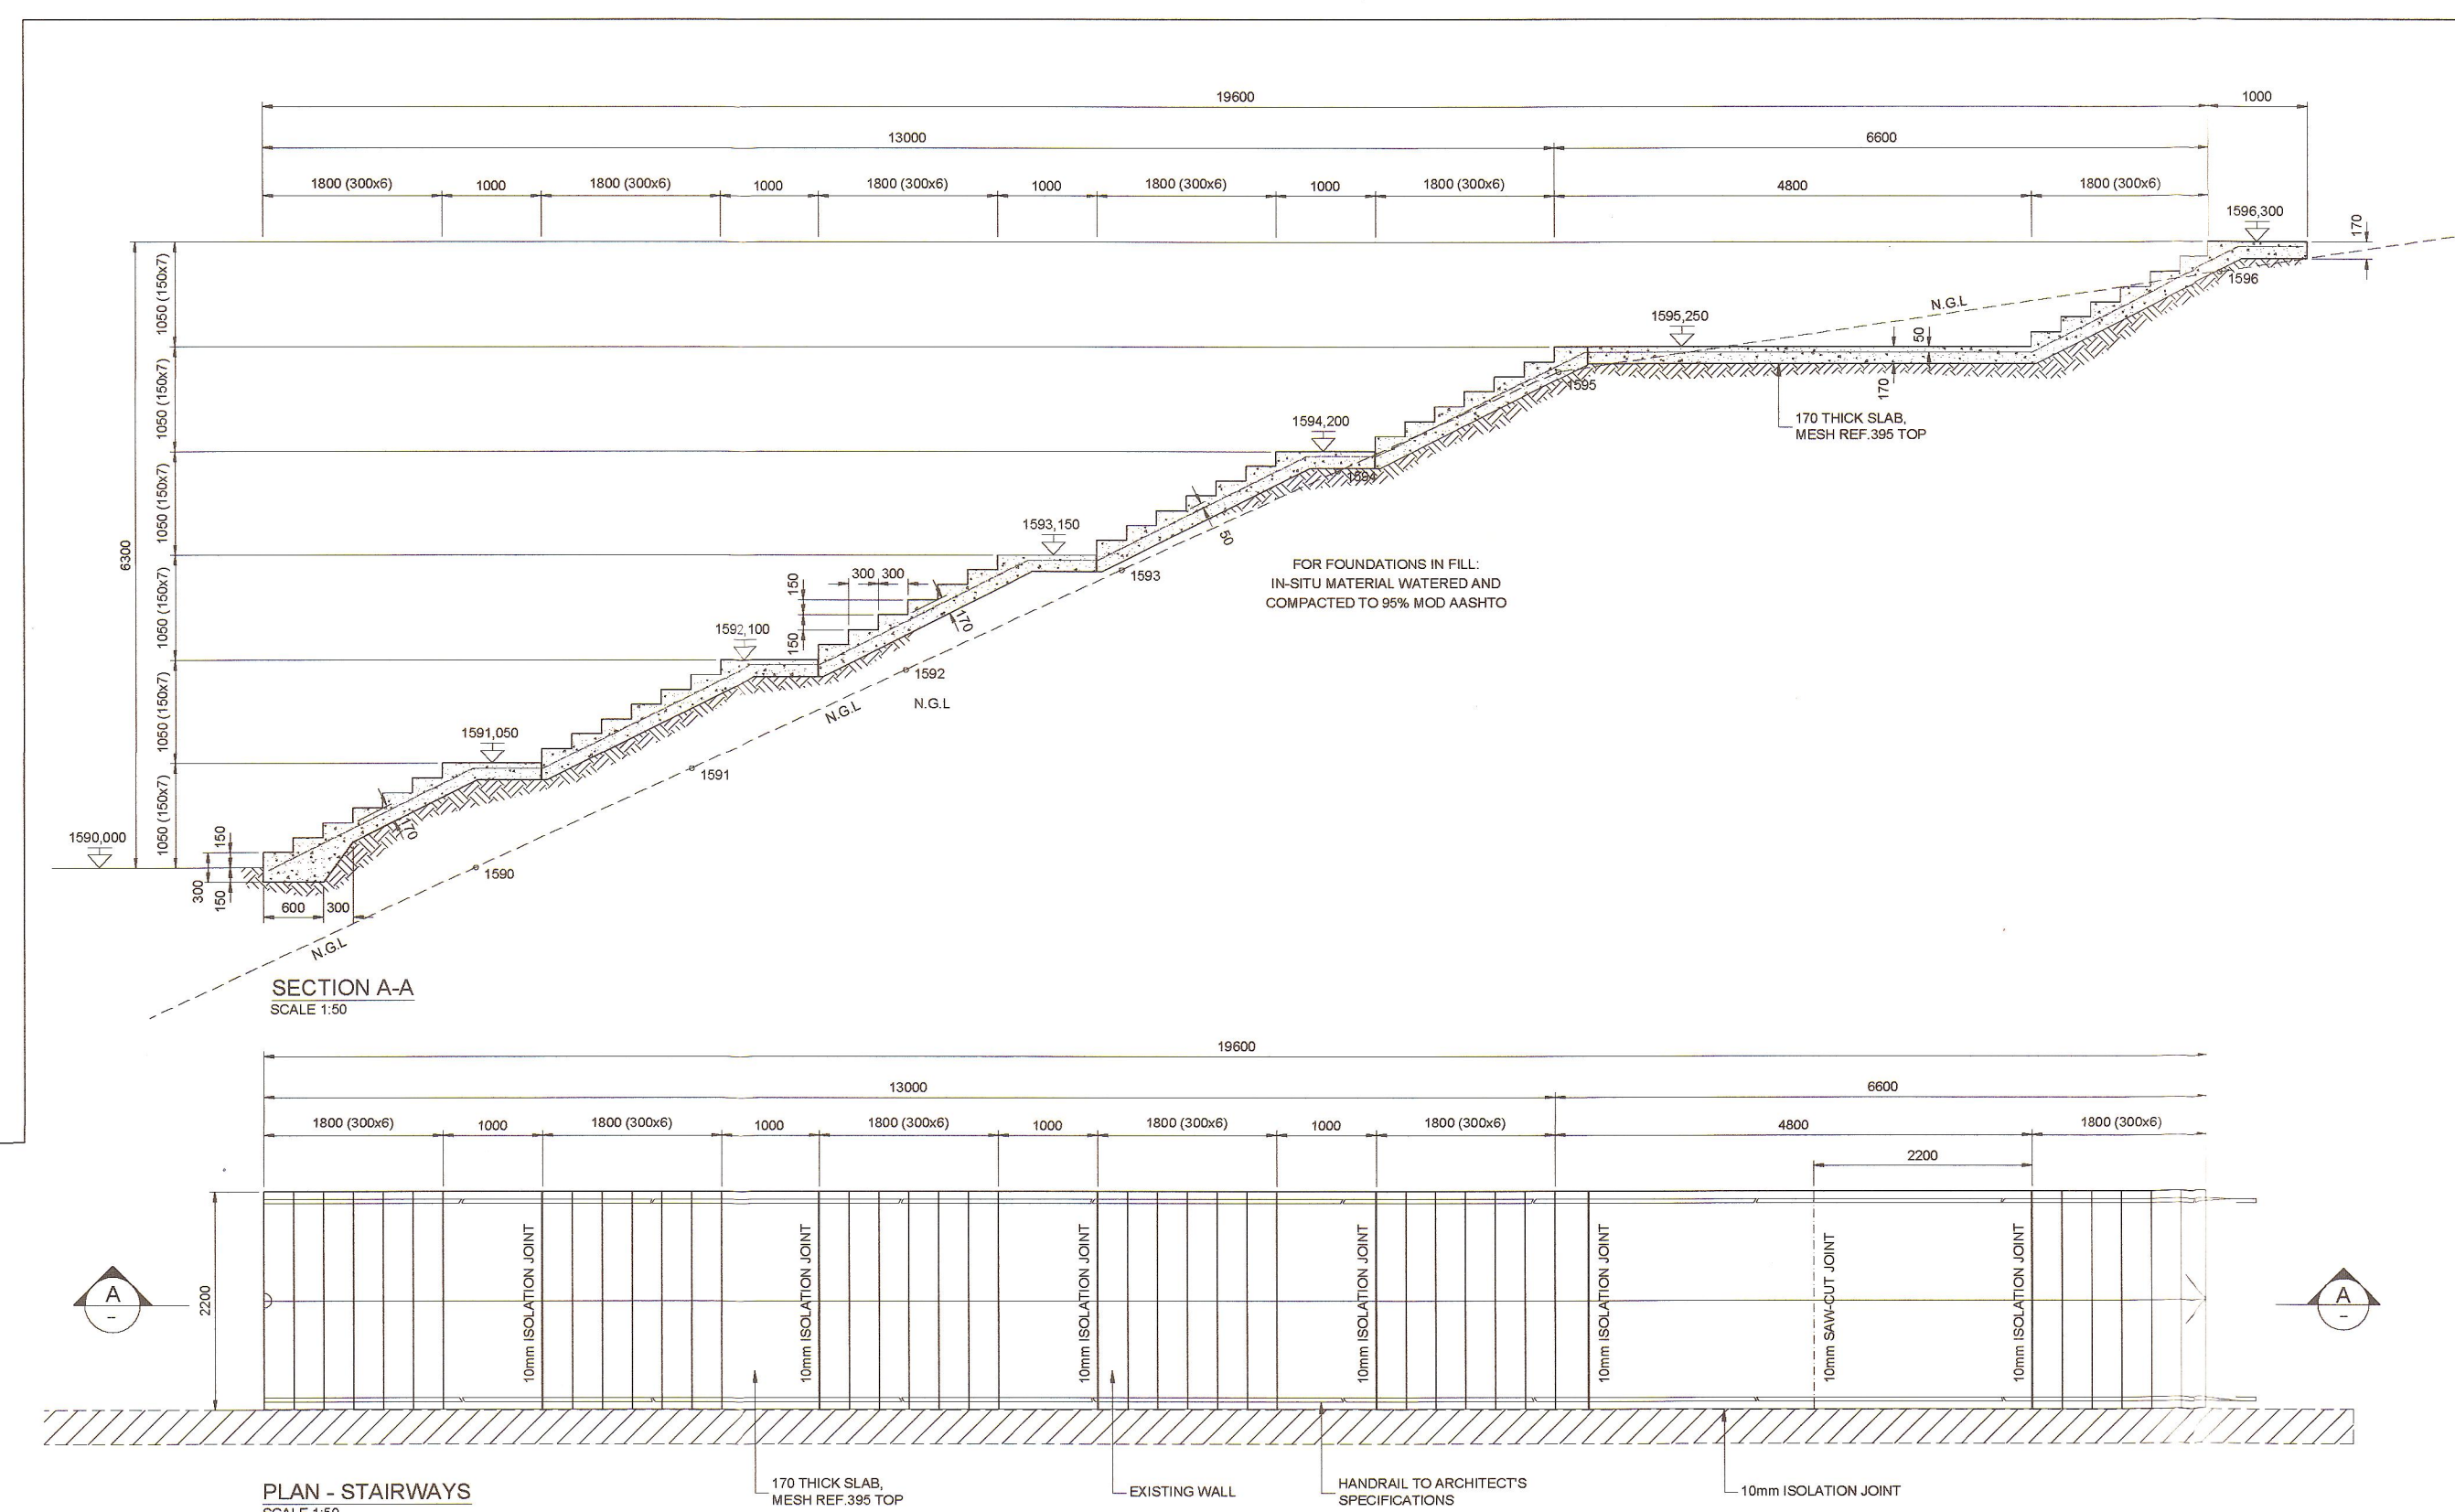 19600
1000
13000
6600
1800 (300x6)
1000
1800 (300x6)
1000
1800 (300x6)
1000
1800 (300x6)
1000
1800 (300x6)
4800
1800 (300x6)
1596,300
170
1050 (150x7)
1596
N.G.L
1595,250
50
1050 (150x7)
1595
170
170 THICK SLAB,
MESH REF.395 TOP
1594,200
1050 (150x7)
1594
6300
1593,150
50
FOR FOUNDATIONS IN FILL:
IN-SITU MATERIAL WATERED AND
COMPACTED TO 95% MOD AASHTO
1593
150
300
300
1050 (150x7)
170
1592,100
150
1592
N.G.L
N.G.L
1050 (150x7)
1591,050
1591
1050 (150x7)
170
1590,000
150
300
150
600
300
1590
N.G.L
SECTION A-A
SCALE 1:50
19600
13000
6600
1800 (300x6)
1000
1800 (300x6)
1000
1800 (300x6)
1000
1800 (300x6)
1000
1800 (300x6)
4800
1800 (300x6)
2200
A
–
2200
10mm ISOLATION JOINT
10mm ISOLATION JOINT
10mm ISOLATION JOINT
10mm ISOLATION JOINT
10mm ISOLATION JOINT
10mm SAW-CUT JOINT
10mm ISOLATION JOINT
A
–
PLAN - STAIRWAYS
SCALE 1:50
170 THICK SLAB,
MESH REF.395 TOP
EXISTING WALL
HANDRAIL TO ARCHITECT'S
SPECIFICATIONS
10mm ISOLATION JOINT